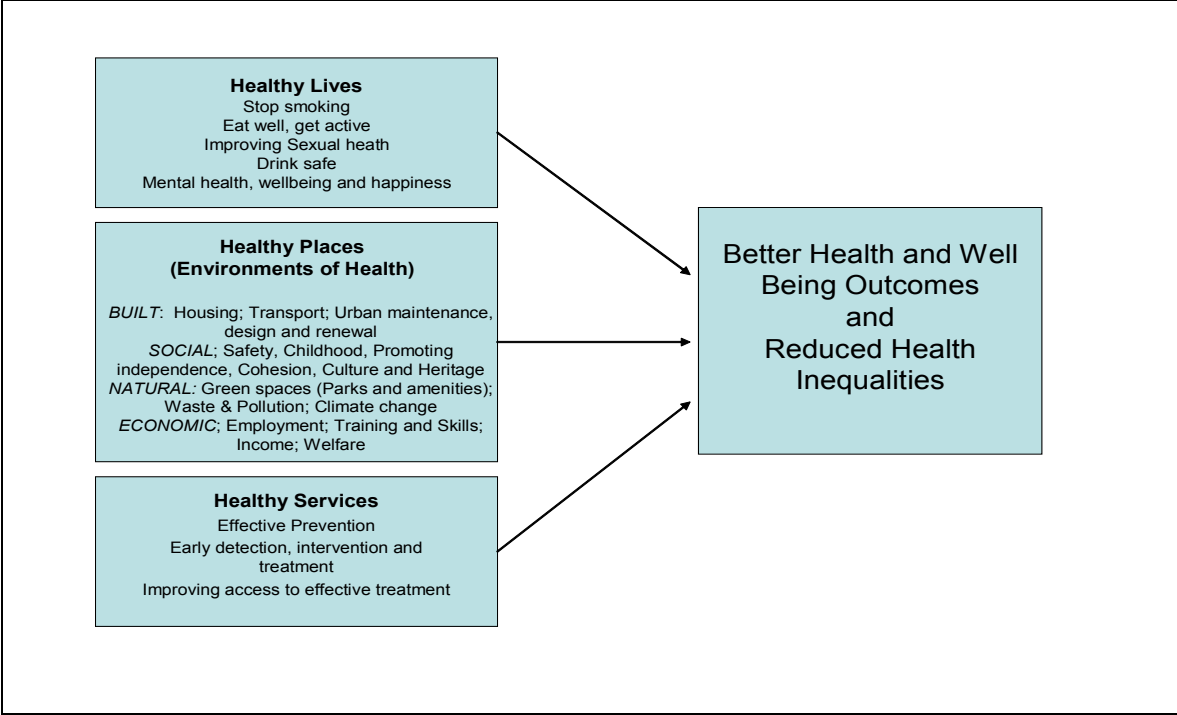 Healthy Lives
Stop smoking
Eat well, get active
Improving Sexual heath
Drink safe
Mental health, wellbeing and happiness
Healthy Places
(Environments of Health)
BUILT:  Housing; Transport; Urban maintenance,
design and renewal
SOCIAL; Safety, Childhood, Promoting
independence, Cohesion, Culture and Heritage
NATURAL: Green spaces (Parks and amenities);
Waste & Pollution; Climate change
ECONOMIC; Employment; Training and Skills;
Income; Welfare
Healthy Services
Effective Prevention
Early detection, intervention and
treatment
Improving access to effective treatment
Better Health and Well
Being Outcomes
and
Reduced Health
Inequalities